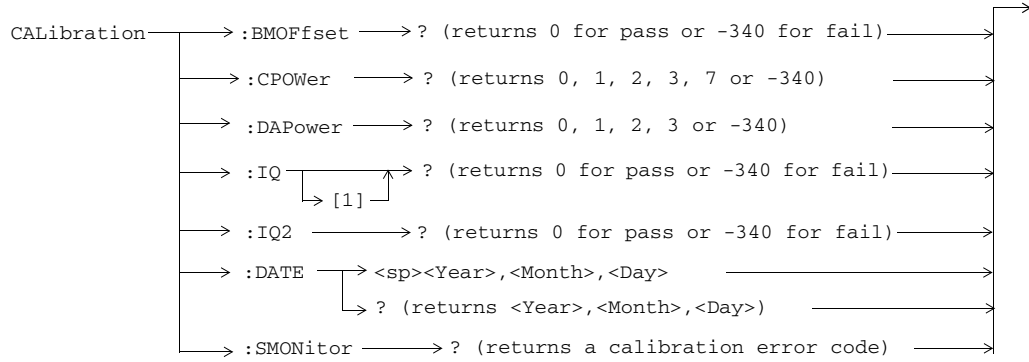 CALibration :BMOFfset ? (returns 0 for pass or -340 for fail)
:CPOWer ? (returns 0, 1, 2, 3, 7 or -340)
:DAPower ? (returns 0, 1, 2, 3 or -340)
:IQ ? (returns 0 for pass or -340 for fail)
[1]
:IQ2 ? (returns 0 for pass or -340 for fail)
:DATE <sp><Year>,<Month>,<Day>
? (returns <Year>,<Month>,<Day>)
:SMONitor ? (returns a calibration error code)